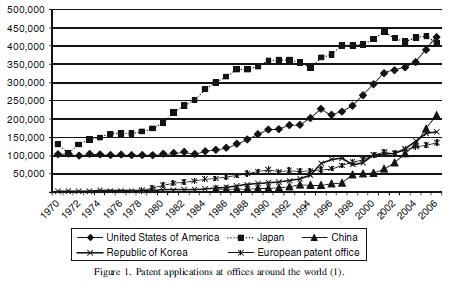 500,000
450,000
400,000
350,000
300,000
250,000
200,000
150,000
100,000
50,000
1970 1972 1974 1976 1978 1980 1982 1984 1986 1988 1990 1992 1994 1996 1998 2000 2002 2004 2006
United States of America Japan China
Republic of Korea European patent office
Figure 1. Patent applications at offices around the world (1).